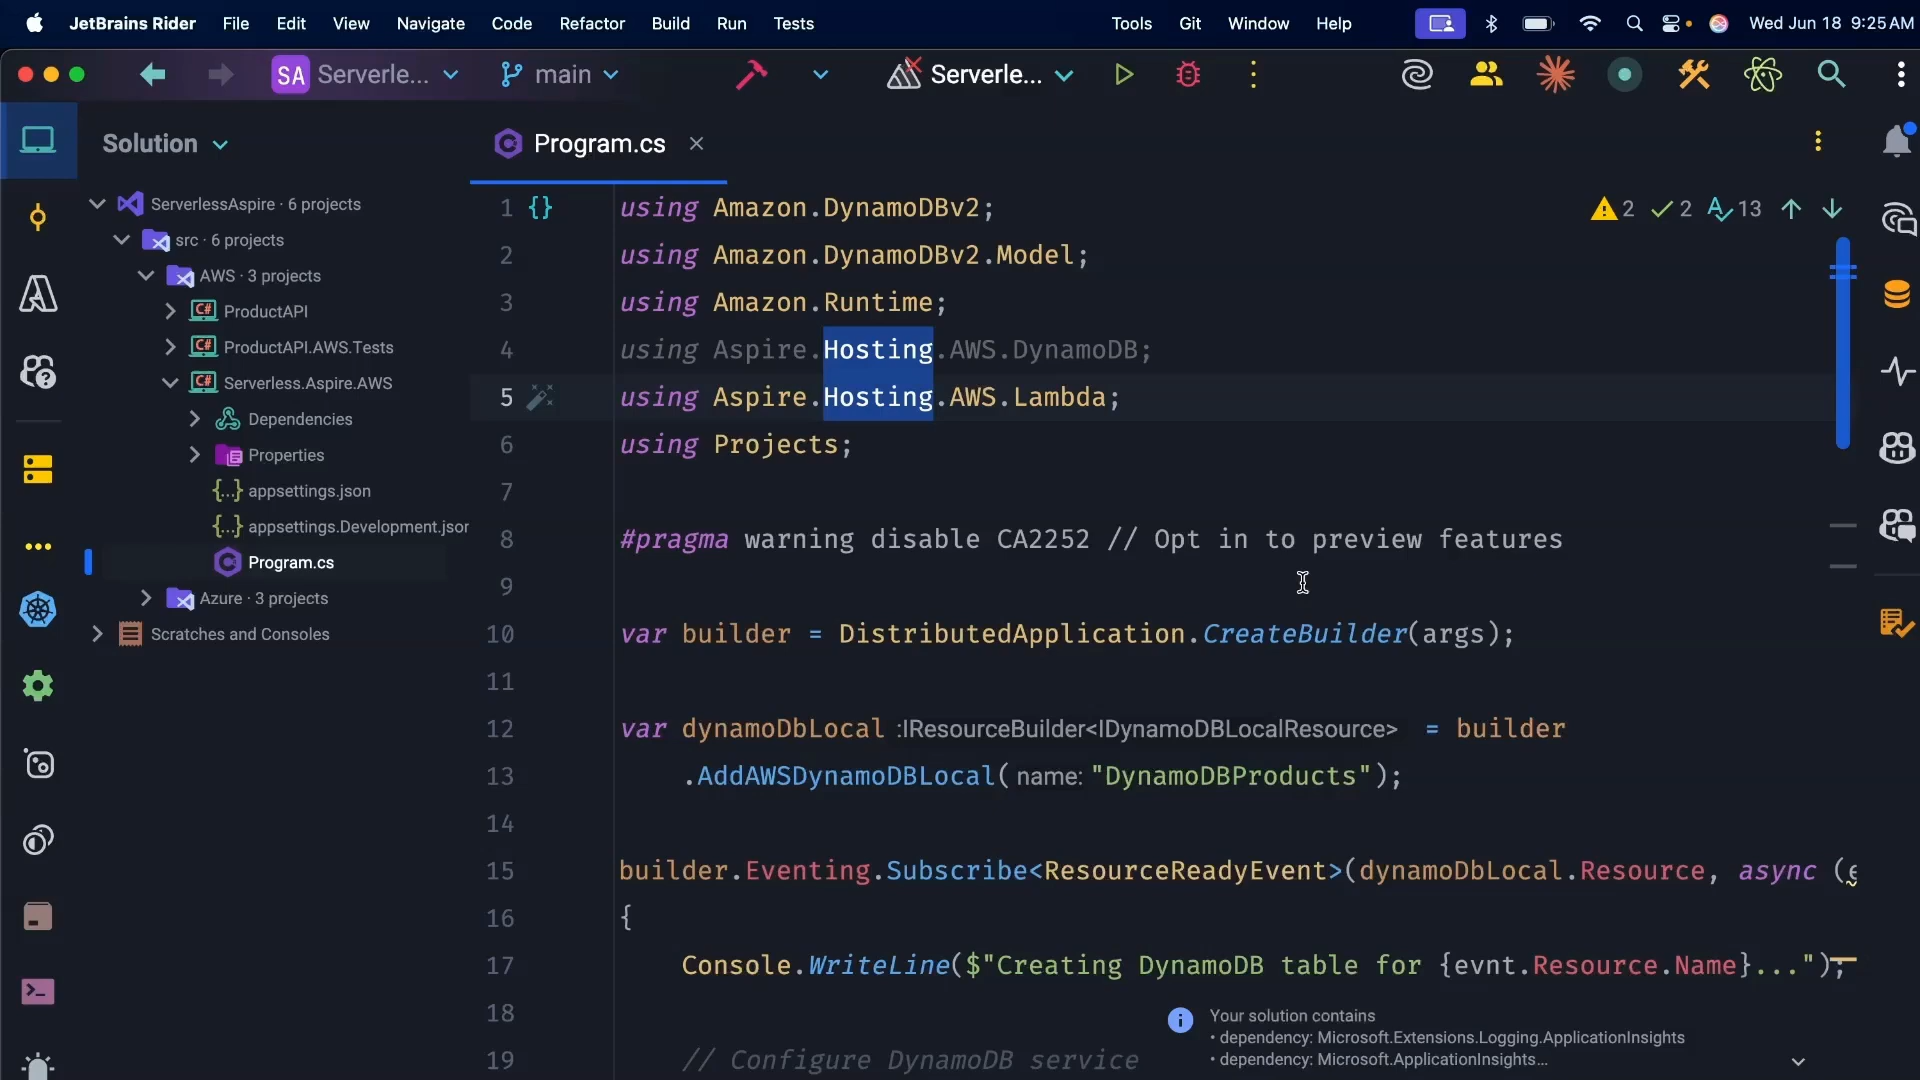 JetBrains Rider File Edit View Navigate Code Refactor Build Run Tests Tools Git Window Help Wed Jun 18 9:25 AM
SA Serverle... main Serverle...
Solution
Program.cs
ServerlessAspire · 6 projects
src · 6 projects
AWS · 3 projects
C# ProductAPI
C# ProductAPI.AWS.Tests
C# Serverless.Aspire.AWS
Dependencies
Properties
{...} appsettings.json
{...} appsettings.Development.json
Program.cs
Azure · 3 projects
Scratches and Consoles
2 2 13
1 {} using Amazon.DynamoDBv2;
2 using Amazon.DynamoDBv2.Model;
3 using Amazon.Runtime;
4 using Aspire.Hosting.AWS.DynamoDB;
5 using Aspire.Hosting.AWS.Lambda;
6 using Projects;
7
8 #pragma warning disable CA2252 // Opt in to preview features
9
10 var builder = DistributedApplication.CreateBuilder(args);
11
12 var dynamoDbLocal :IResourceBuilder<IDynamoDBLocalResource> = builder
13 .AddAWSDynamoDBLocal( name: "DynamoDBProducts");
14
15 builder.Eventing.Subscribe<ResourceReadyEvent>(dynamoDbLocal.Resource, async (e
16 {
17 Console.WriteLine($"Creating DynamoDB table for {evnt.Resource.Name}...");
18
19 // Configure DynamoDB service
Your solution contains
• dependency: Microsoft.Extensions.Logging.ApplicationInsights
• dependency: Microsoft.ApplicationInsights...